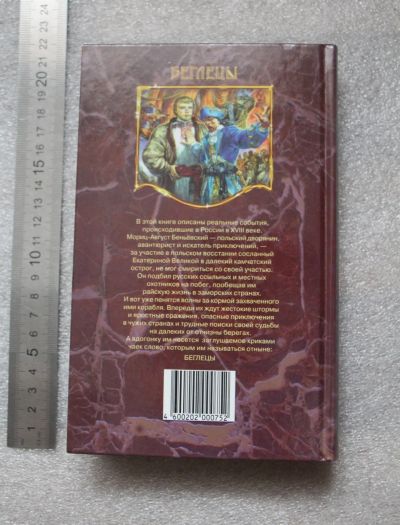 БЕГЛЕЦЫ
В этой книге описаны реальные события,
происходившие в России в XVIII веке.
Мориц-Август Беньёвский — польский дворянин,
авантюрист и искатель приключений, —
за участие в польском восстании сосланный
Екатериной Великой в далекий камчатский
острог, не мог смириться со своей участью.
Он подбил русских ссыльных и местных
охотников на побег, пообещав им
райскую жизнь в заморских странах.
И вот уже пенятся волны за кормой захваченного
ими корабля. Впереди их ждут жестокие штормы
и яростные сражения, опасные приключения
в чужих странах и трудные поиски своей судьбы
на далеких от отчизны берегах.
А вдогонку им несется заглушаемое криками
чаек слово, которым им называться отныне:
БЕГЛЕЦЫ
4 600202 000752
1 2 3 4 5 6 7 8 9 10 11 12 13 14 15 16 17 18 19 20 21 22 23 24